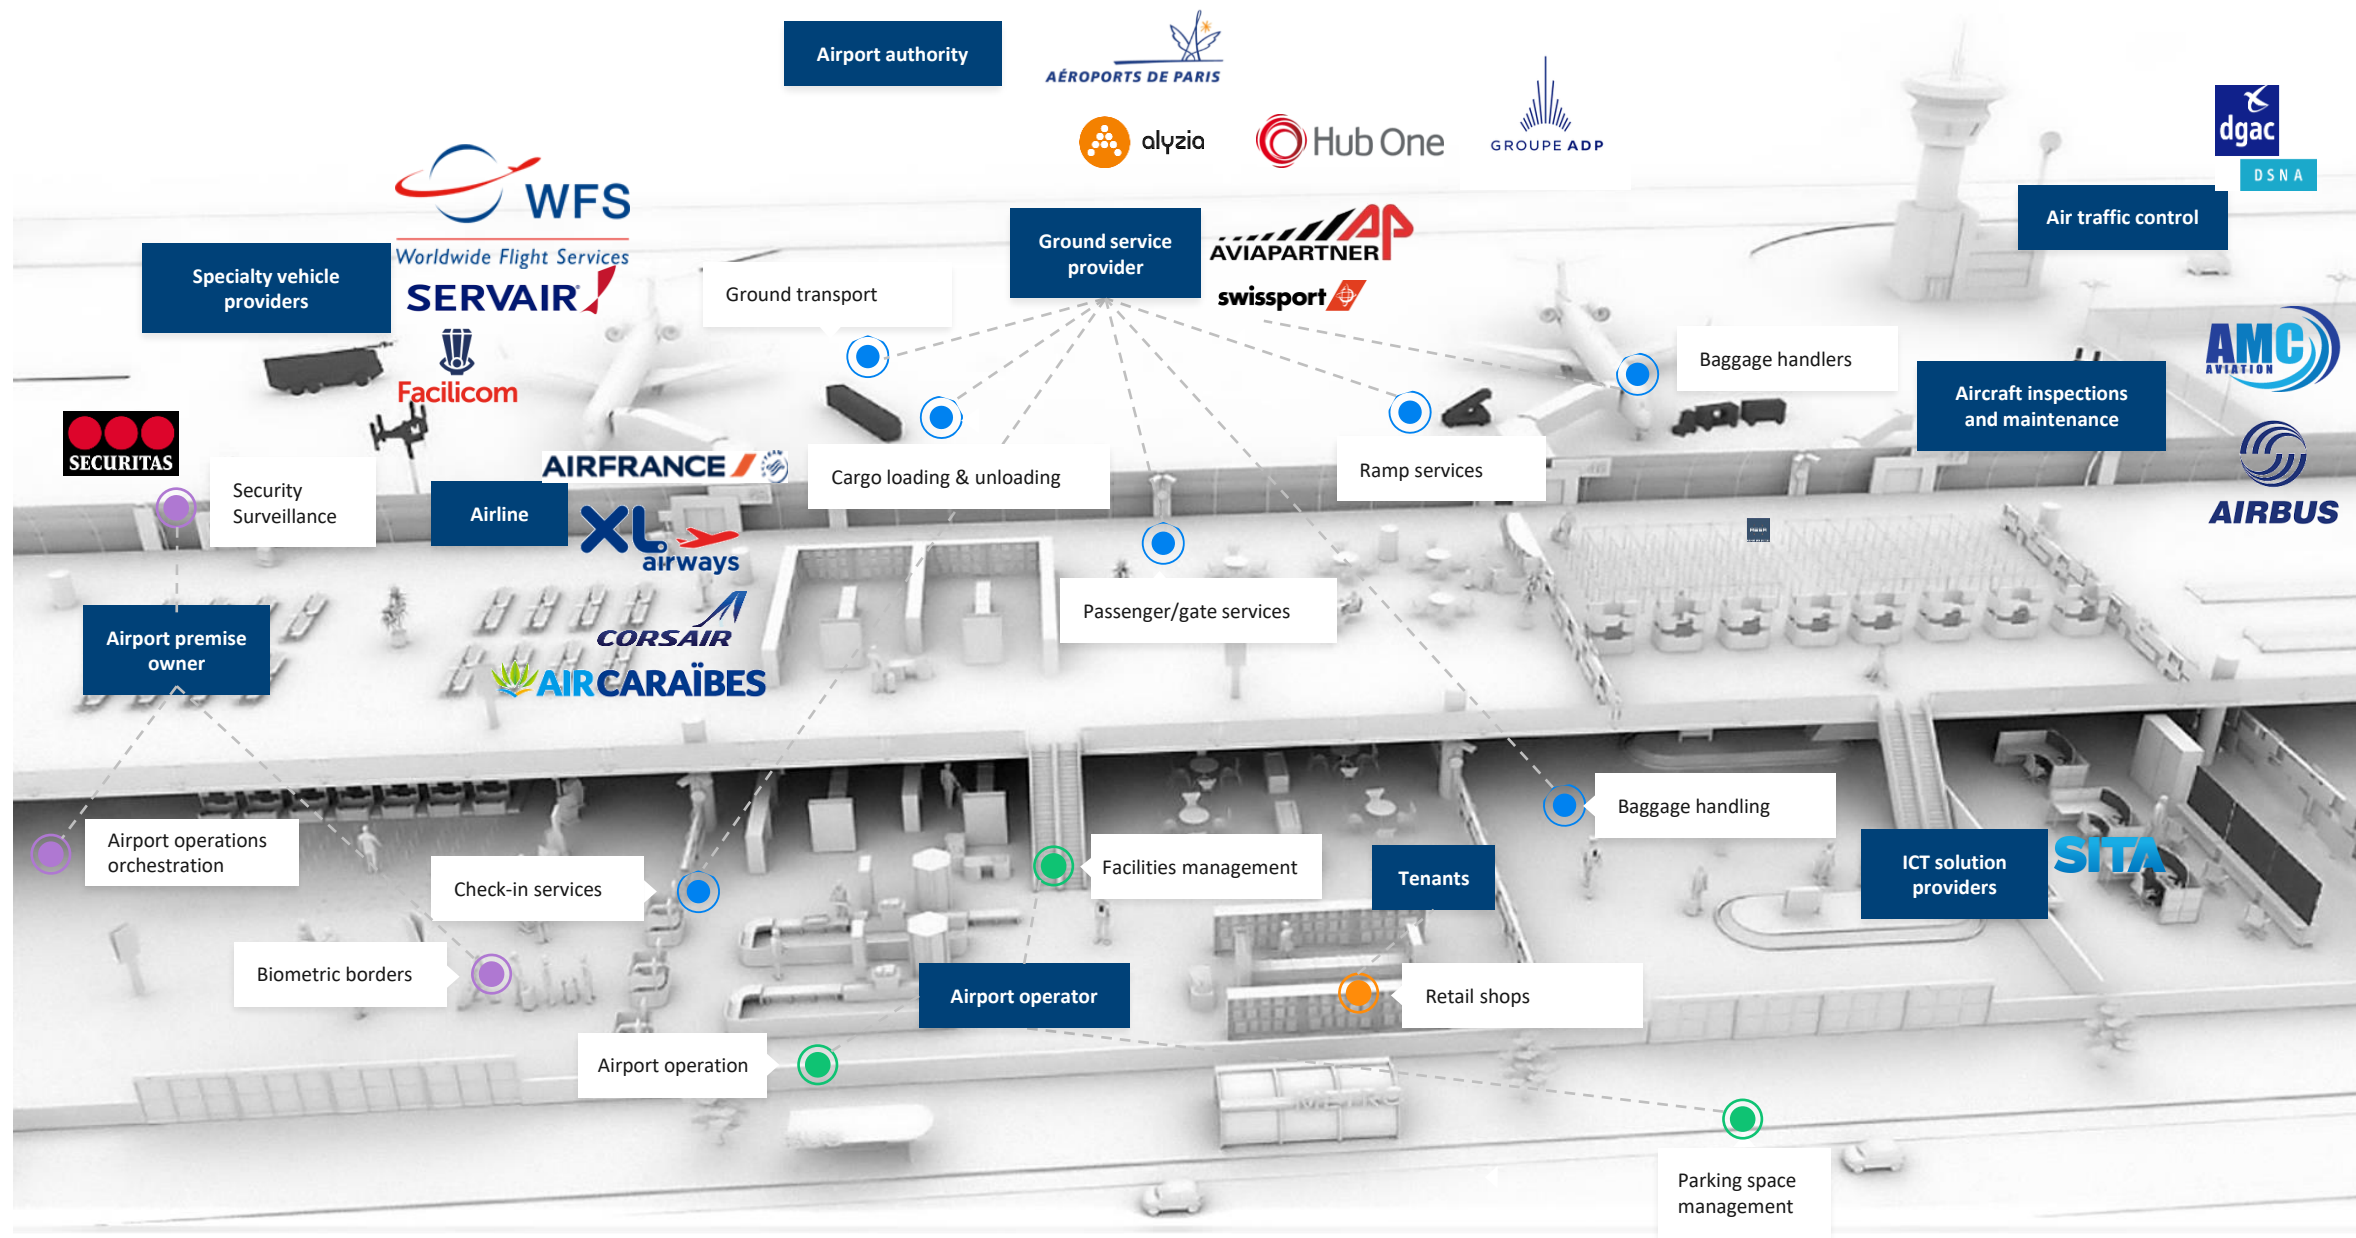 Airport authority
AÉROPORTS DE PARIS
alyzia
Hub One
GROUPE ADP
dgac
DSNA
Air traffic control
WFS
Worldwide Flight Services
Specialty vehicle
providers
SERVAIR
Facilicom
Ground transport
Ground service
provider
AVIAPARTNER
swissport
Baggage handlers
AMC
AVIATION
Aircraft inspections
and maintenance
AIRBUS
SECURITAS
Security
Surveillance
AIRFRANCE
Airline
XL
airways
CORSAIR
AIRCARAÏBES
Cargo loading & unloading
Ramp services
Passenger/gate services
Airport premise
owner
Airport operations
orchestration
Check-in services
Biometric borders
Facilities management
Tenants
Baggage handling
ICT solution
providers
SITA
Airport operator
Retail shops
Airport operation
METRO
Parking space
management